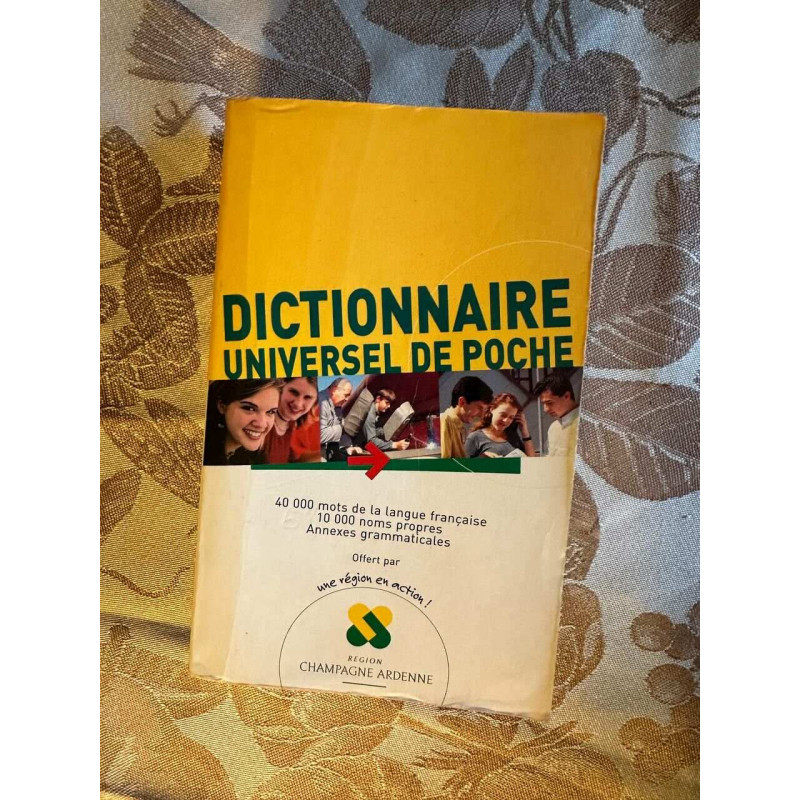 DICTIONNAIRE
UNIVERSEL DE POCHE
40 000 mots de la langue française
10 000 noms propres
Annexes grammaticales
Offert par
une région en action !
REGION
CHAMPAGNE ARDENNE